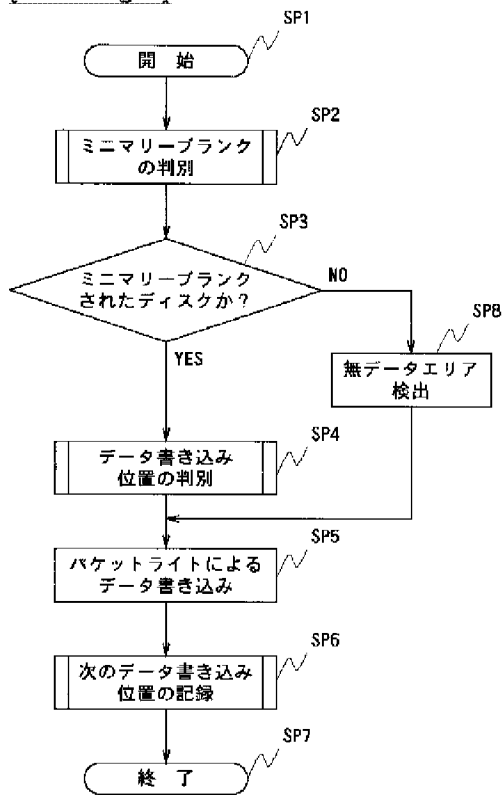 SP1
開 始
SP2
ミニマリーブランク
の判別
SP3
ミニマリーブランク
されたディスクか?
NO
YES
SP8
無データエリア
検出
SP4
データ書き込み
位置の判別
SP5
パケットライトによる
データ書き込み
SP6
次のデータ書き込み
位置の記録
SP7
終 了